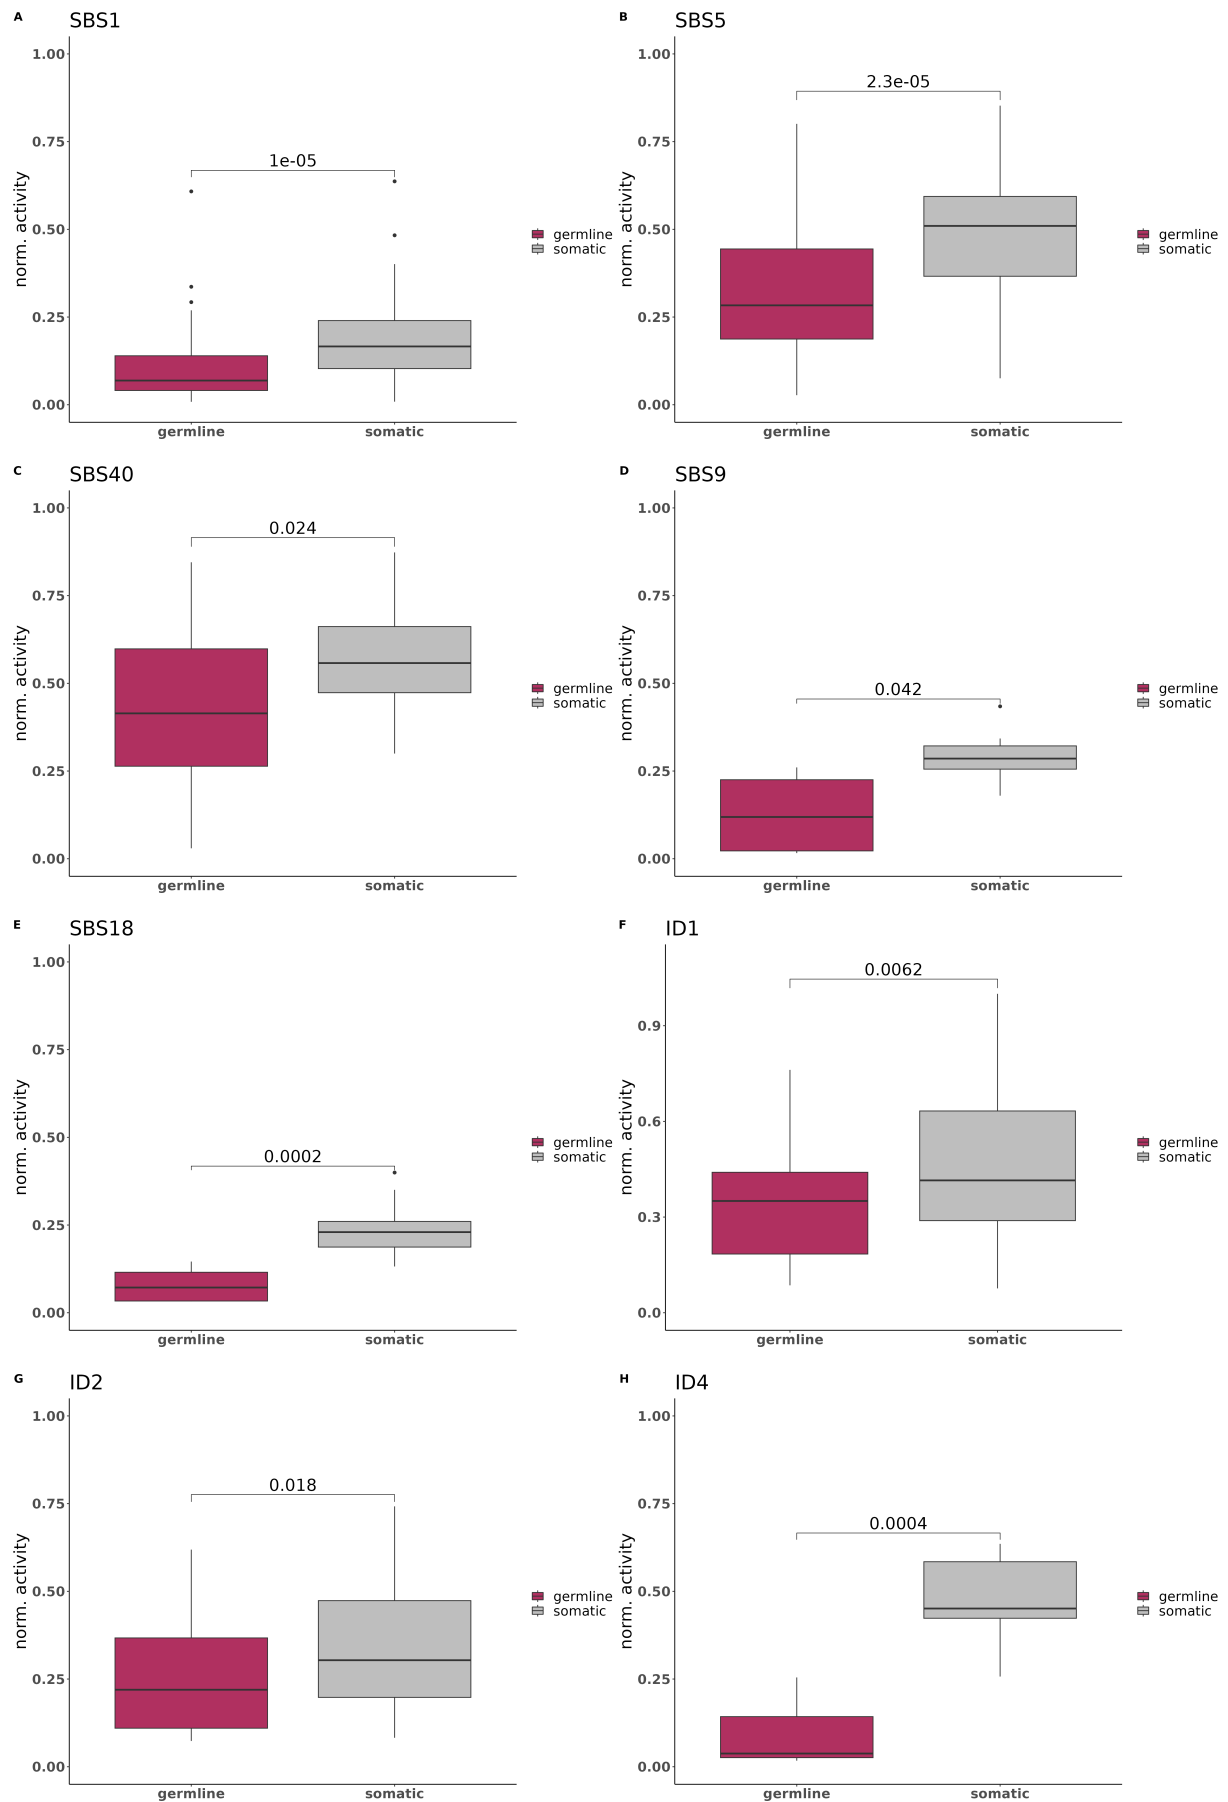 A SBS1
1.00
0.75
0.50
0.25
0.00
norm. activity
1e-05
germline
somatic
germline somatic
B SBS5
1.00
0.75
0.50
0.25
0.00
norm. activity
2.3e-05
germline
somatic
germline somatic
C SBS40
1.00
0.75
0.50
0.25
0.00
norm. activity
0.024
germline
somatic
germline somatic
D SBS9
1.00
0.75
0.50
0.25
0.00
norm. activity
0.042
germline
somatic
germline somatic
E SBS18
1.00
0.75
0.50
0.25
0.00
norm. activity
0.0002
germline
somatic
germline somatic
F ID1
0.9
0.6
0.3
0.0
norm. activity
0.0062
germline
somatic
germline somatic
G ID2
1.00
0.75
0.50
0.25
0.00
norm. activity
0.018
germline
somatic
germline somatic
H ID4
1.00
0.75
0.50
0.25
0.00
norm. activity
0.0004
germline
somatic
germline somatic